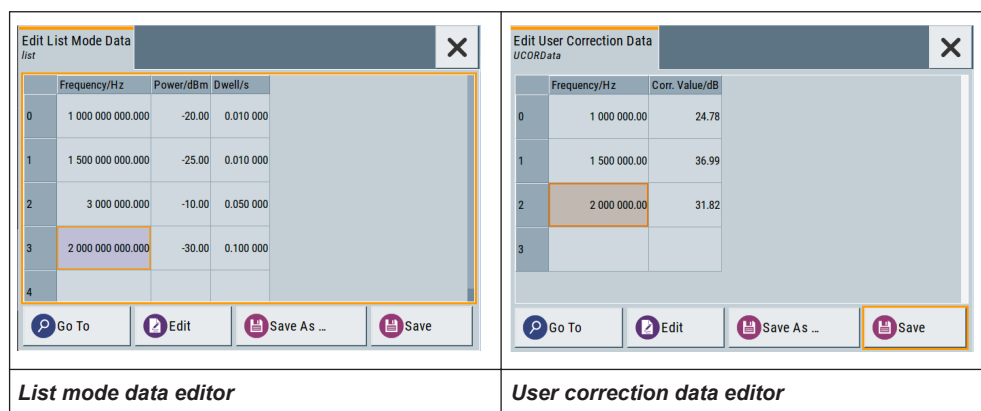 Edit List Mode Data
list
Frequency/Hz Power/dBm Dwell/s
0 1 000 000 000.000 -20.00 0.010 000
1 1 500 000 000.000 -25.00 0.010 000
2 3 000 000.000 -10.00 0.050 000
3 2 000 000 000.000 -30.00 0.100 000
4
Go To Edit Save As ... Save
List mode data editor
Edit User Correction Data
UCORData
Frequency/Hz Corr. Value/dB
0 1 000 000.00 24.78
1 1 500 000.00 36.99
2 2 000 000.00 31.82
3
Go To Edit Save As ... Save
User correction data editor